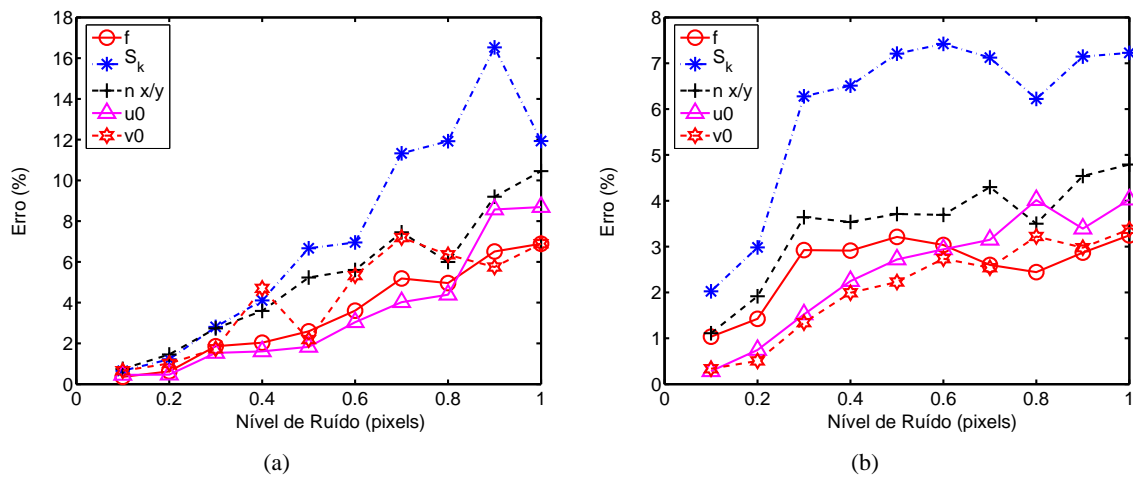 18
16
14
12
10
8
6
4
2
0
Erro (%)
f
S_k
n x/y
u0
v0
0 0.2 0.4 0.6 0.8 1
Nível de Ruído (pixels)
(a)
8
7
6
5
4
3
2
1
0
Erro (%)
f
S_k
n x/y
u0
v0
0 0.2 0.4 0.6 0.8 1
Nível de Ruído (pixels)
(b)